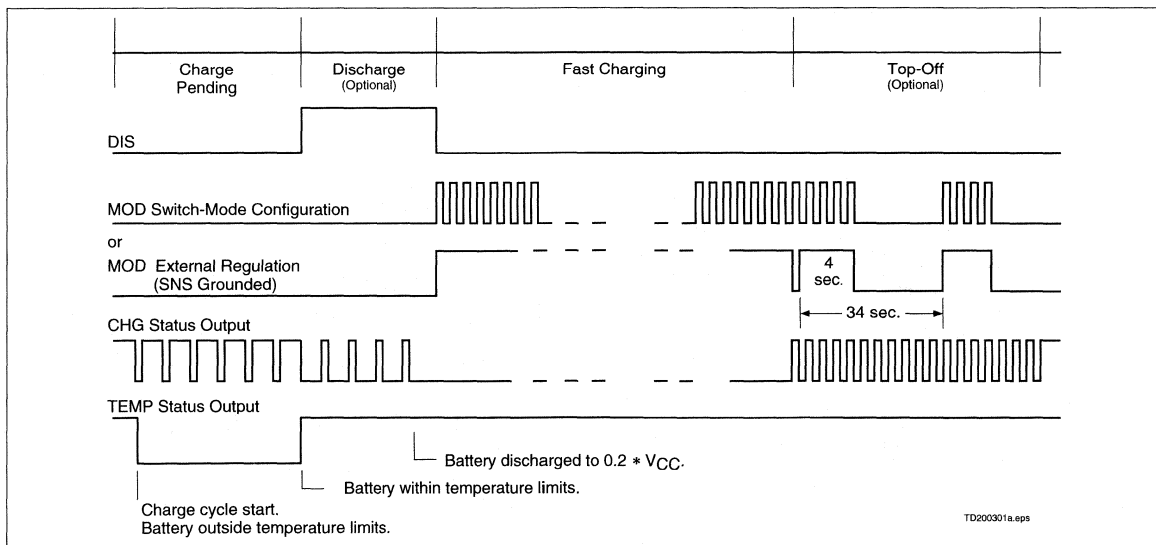 Charge
Pending
Discharge
(Optional)
Fast Charging
Top-Off
(Optional)
DIS
MOD Switch-Mode Configuration
or
MOD External Regulation
(SNS Grounded)
4
sec.
34 sec.
CHG Status Output
TEMP Status Output
Battery discharged to 0.2 * VCC.
Battery within temperature limits.
Charge cycle start.
Battery outside temperature limits.
TD200301a.eps